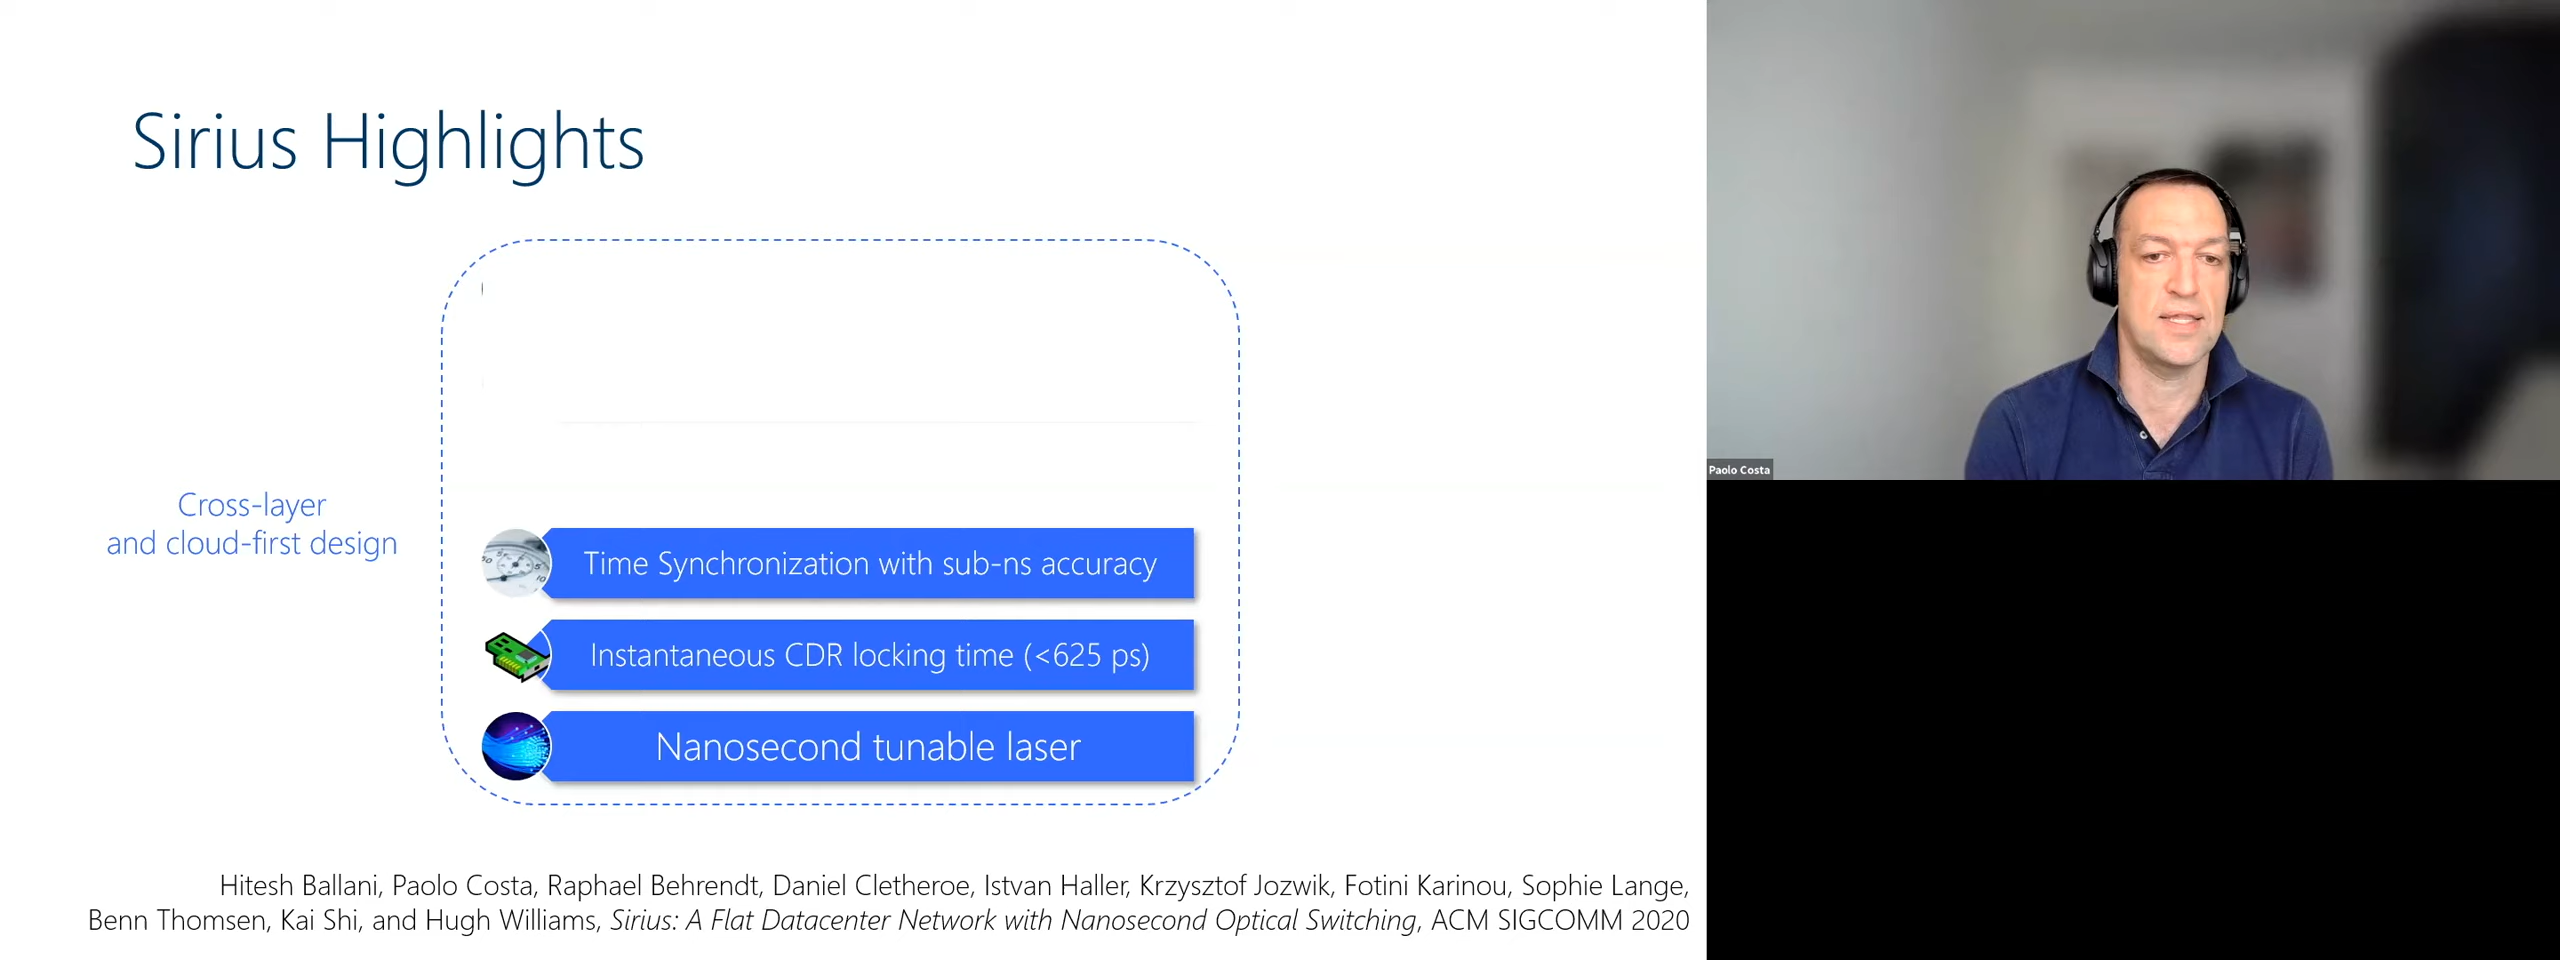 Sirius Highlights
Cross-layer
and cloud-first design
Time Synchronization with sub-ns accuracy
Instantaneous CDR locking time (<625 ps)
Nanosecond tunable laser
Hitesh Ballani, Paolo Costa, Raphael Behrendt, Daniel Cletheroe, Istvan Haller, Krzysztof Jozwik, Fotini Karinou, Sophie Lange,
Benn Thomsen, Kai Shi, and Hugh Williams, Sirius: A Flat Datacenter Network with Nanosecond Optical Switching, ACM SIGCOMM 2020
Paolo Costa